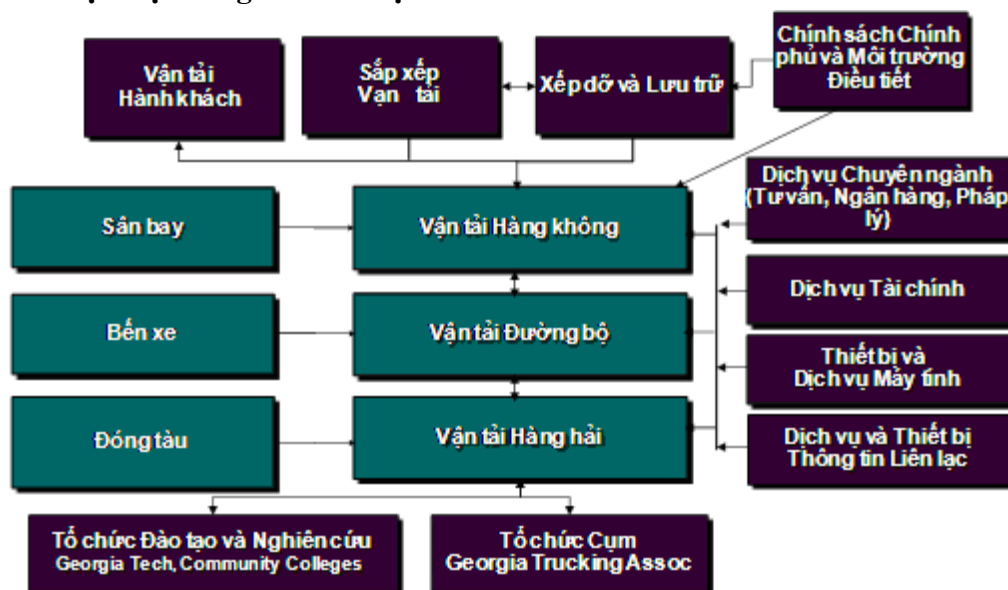 Vận tải
Hành khách
Sắp xếp
Vạn tải
Xếp dỡ và Lưu trữ
Chính sách Chính
phủ và Môi trường
Điều tiết
Sân bay
Vận tải Hàng không
Dịch vụ Chuyên ngành
(Tư vấn, Ngân hàng, Pháp
lý)
Dịch vụ Tài chính
Bến xe
Vận tải Đường bộ
Thiết bị và
Dịch vụ Máy tính
Đóng tàu
Vận tải Hàng hải
Dịch vụ và Thiết bị
Thông tin Liên lạc
Tổ chức Đào tạo và Nghiên cứu
Georgia Tech, Community Colleges
Tổ chức Cụm
Georgia Trucking Assoc